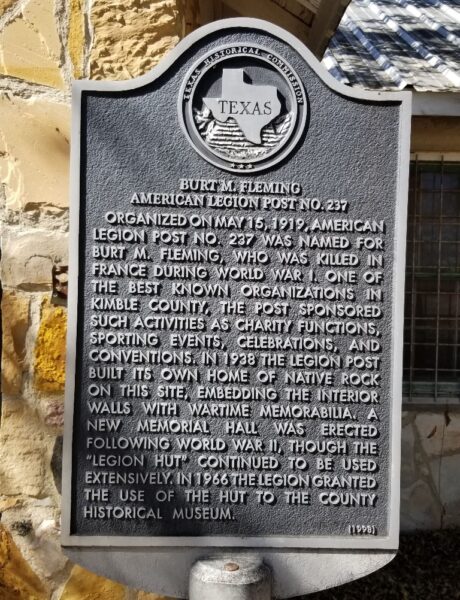 TEXAS HISTORICAL COMMISSION
TEXAS
BURT M. FLEMING
AMERICAN LEGION POST NO. 237
ORGANIZED ON MAY 15, 1919, AMERICAN
LEGION POST NO. 237 WAS NAMED FOR
BURT M. FLEMING, WHO WAS KILLED IN
FRANCE DURING WORLD WAR I. ONE OF
THE BEST KNOWN ORGANIZATIONS IN
KIMBLE COUNTY, THE POST SPONSORED
SUCH ACTIVITIES AS CHARITY FUNCTIONS,
SPORTING EVENTS, CELEBRATIONS, AND
CONVENTIONS. IN 1938 THE LEGION POST
BUILT ITS OWN HOME OF NATIVE ROCK
ON THIS SITE, EMBEDDING THE INTERIOR
WALLS WITH WARTIME MEMORABILIA. A
NEW MEMORIAL HALL WAS ERECTED
FOLLOWING WORLD WAR II, THOUGH THE
"LEGION HUT" CONTINUED TO BE USED
EXTENSIVELY. IN 1966 THE LEGION GRANTED
THE USE OF THE HUT TO THE COUNTY
HISTORICAL MUSEUM.
(1998)